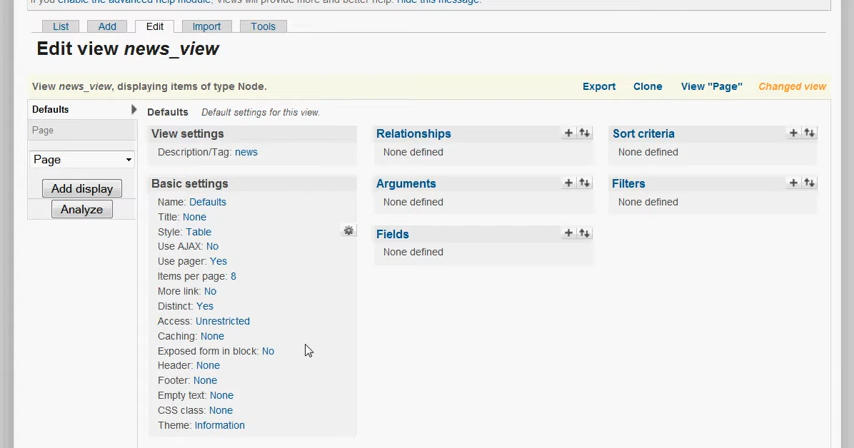 If you enable the advanced help module, Views will provide more and better help. Hide this message.
List Add Edit Import Tools
Edit view news_view
View news_view, displaying items of type Node.
Export Clone View "Page" Changed view
Defaults
Page
Page
Add display
Analyze
Defaults Default settings for this view.
View settings
Description/Tag: news
Basic settings
Name: Defaults
Title: None
Style: Table
Use AJAX: No
Use pager: Yes
Items per page: 8
More link: No
Distinct: Yes
Access: Unrestricted
Caching: None
Exposed form in block: No
Header: None
Footer: None
Empty text: None
CSS class: None
Theme: Information
Relationships
None defined
Arguments
None defined
Fields
None defined
Sort criteria
None defined
Filters
None defined